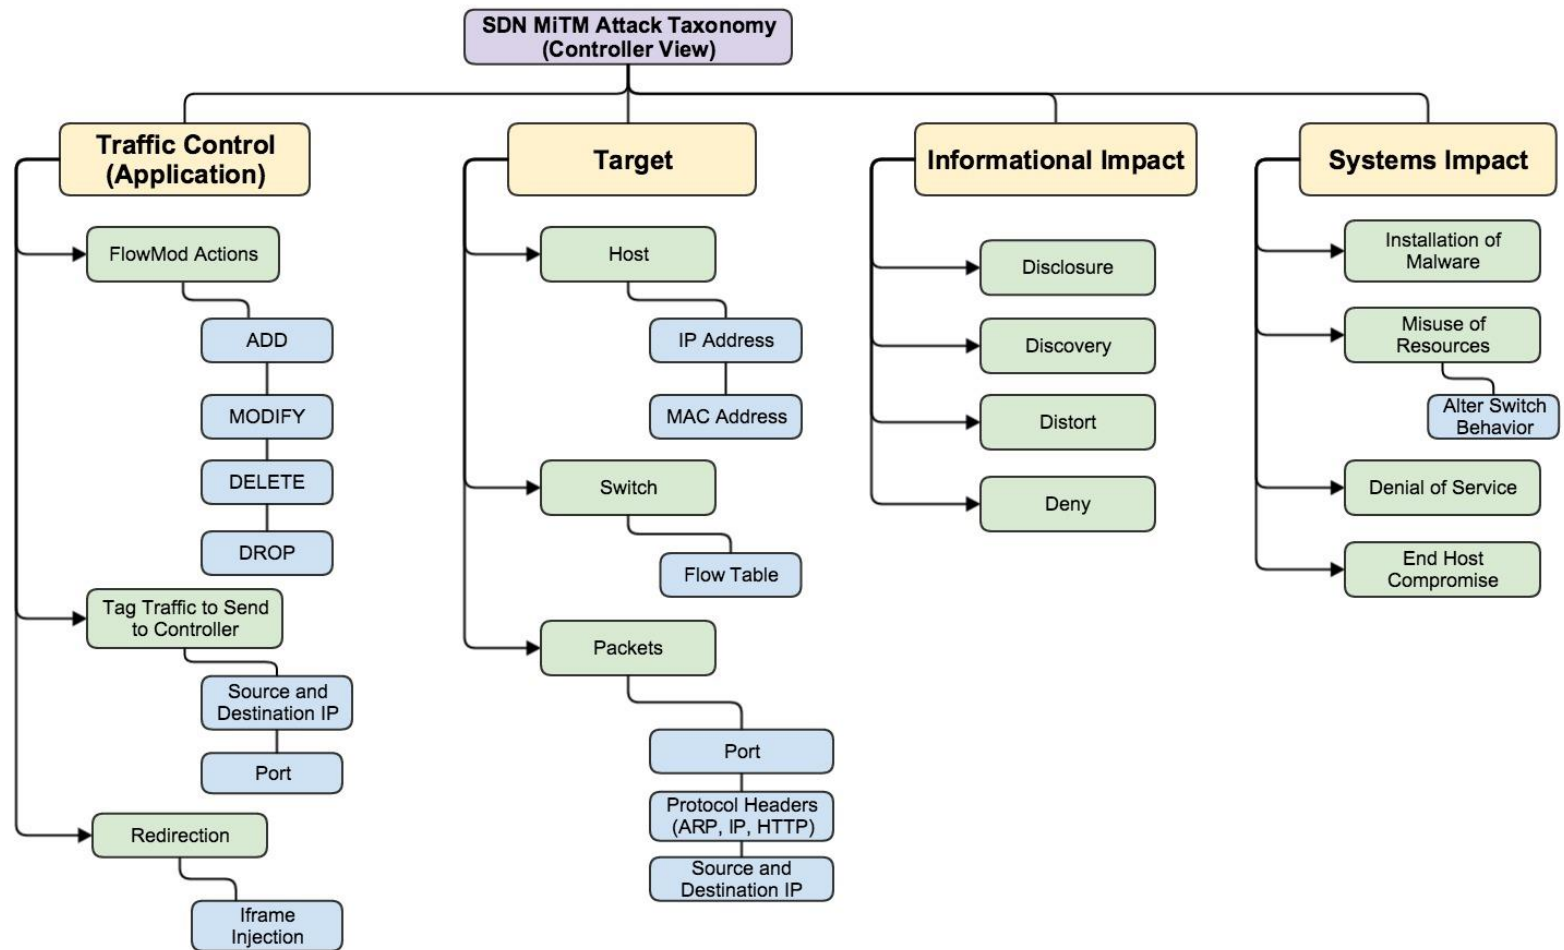 SDN MiTM Attack Taxonomy
(Controller View)
Traffic Control
(Application)
FlowMod Actions
ADD
MODIFY
DELETE
DROP
Tag Traffic to Send
to Controller
Source and
Destination IP
Port
Redirection
Iframe
Injection
Target
Host
IP Address
MAC Address
Switch
Flow Table
Packets
Port
Protocol Headers
(ARP, IP, HTTP)
Source and
Destination IP
Informational Impact
Disclosure
Discovery
Distort
Deny
Systems Impact
Installation of
Malware
Misuse of
Resources
Alter Switch
Behavior
Denial of Service
End Host
Compromise